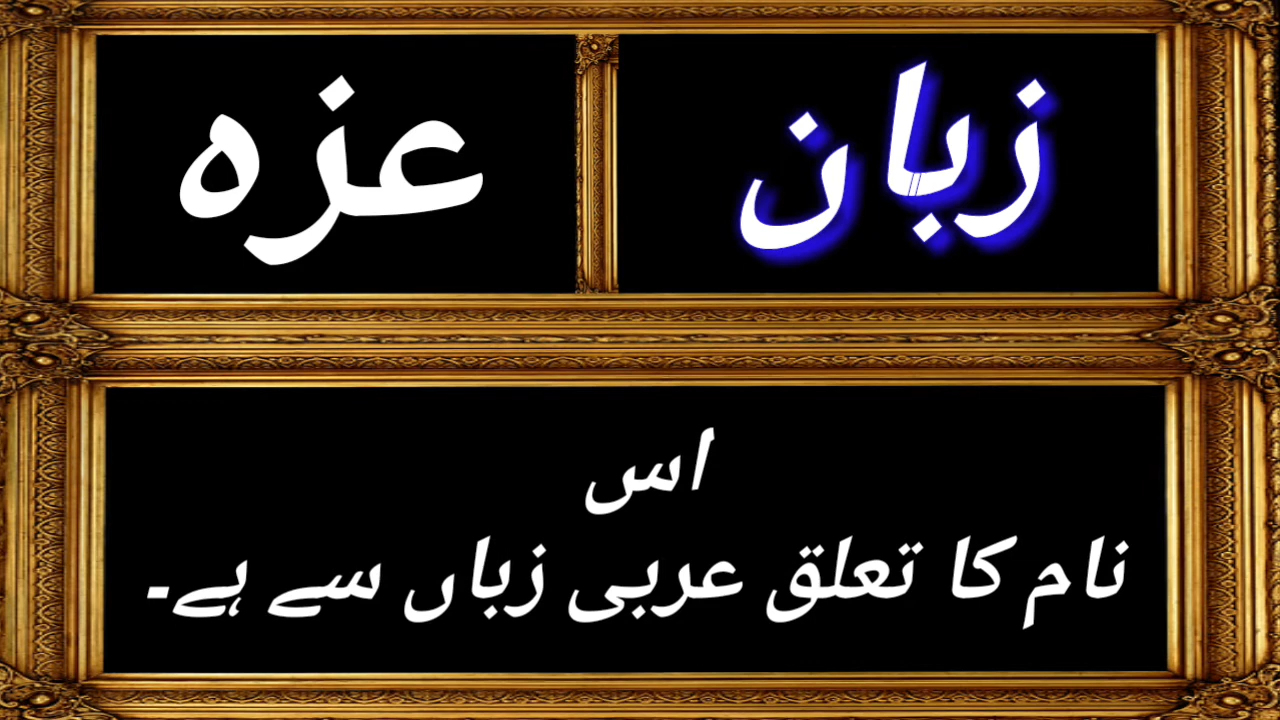 زبان
عزہ
اس
نام کا تعلق عربی زباں سے ہے۔